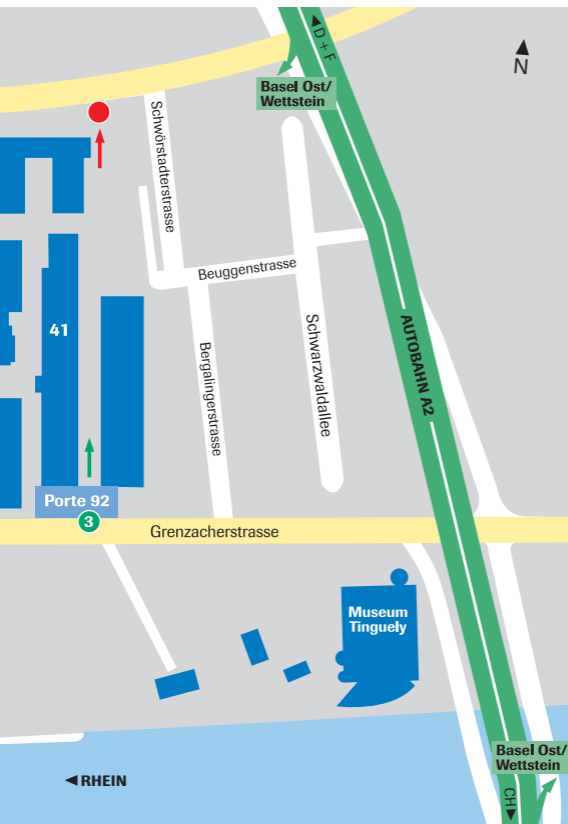 D + F
N
Basel Ost/
Wettstein
Schwörstadterstrasse
Beuggenstrasse
41
Bergalingerstrasse
Schwarzwaldallee
AUTOBAHN A2
Porte 92
3
Grenzacherstrasse
Museum
Tinguely
Basel Ost/
Wettstein
RHEIN
CH